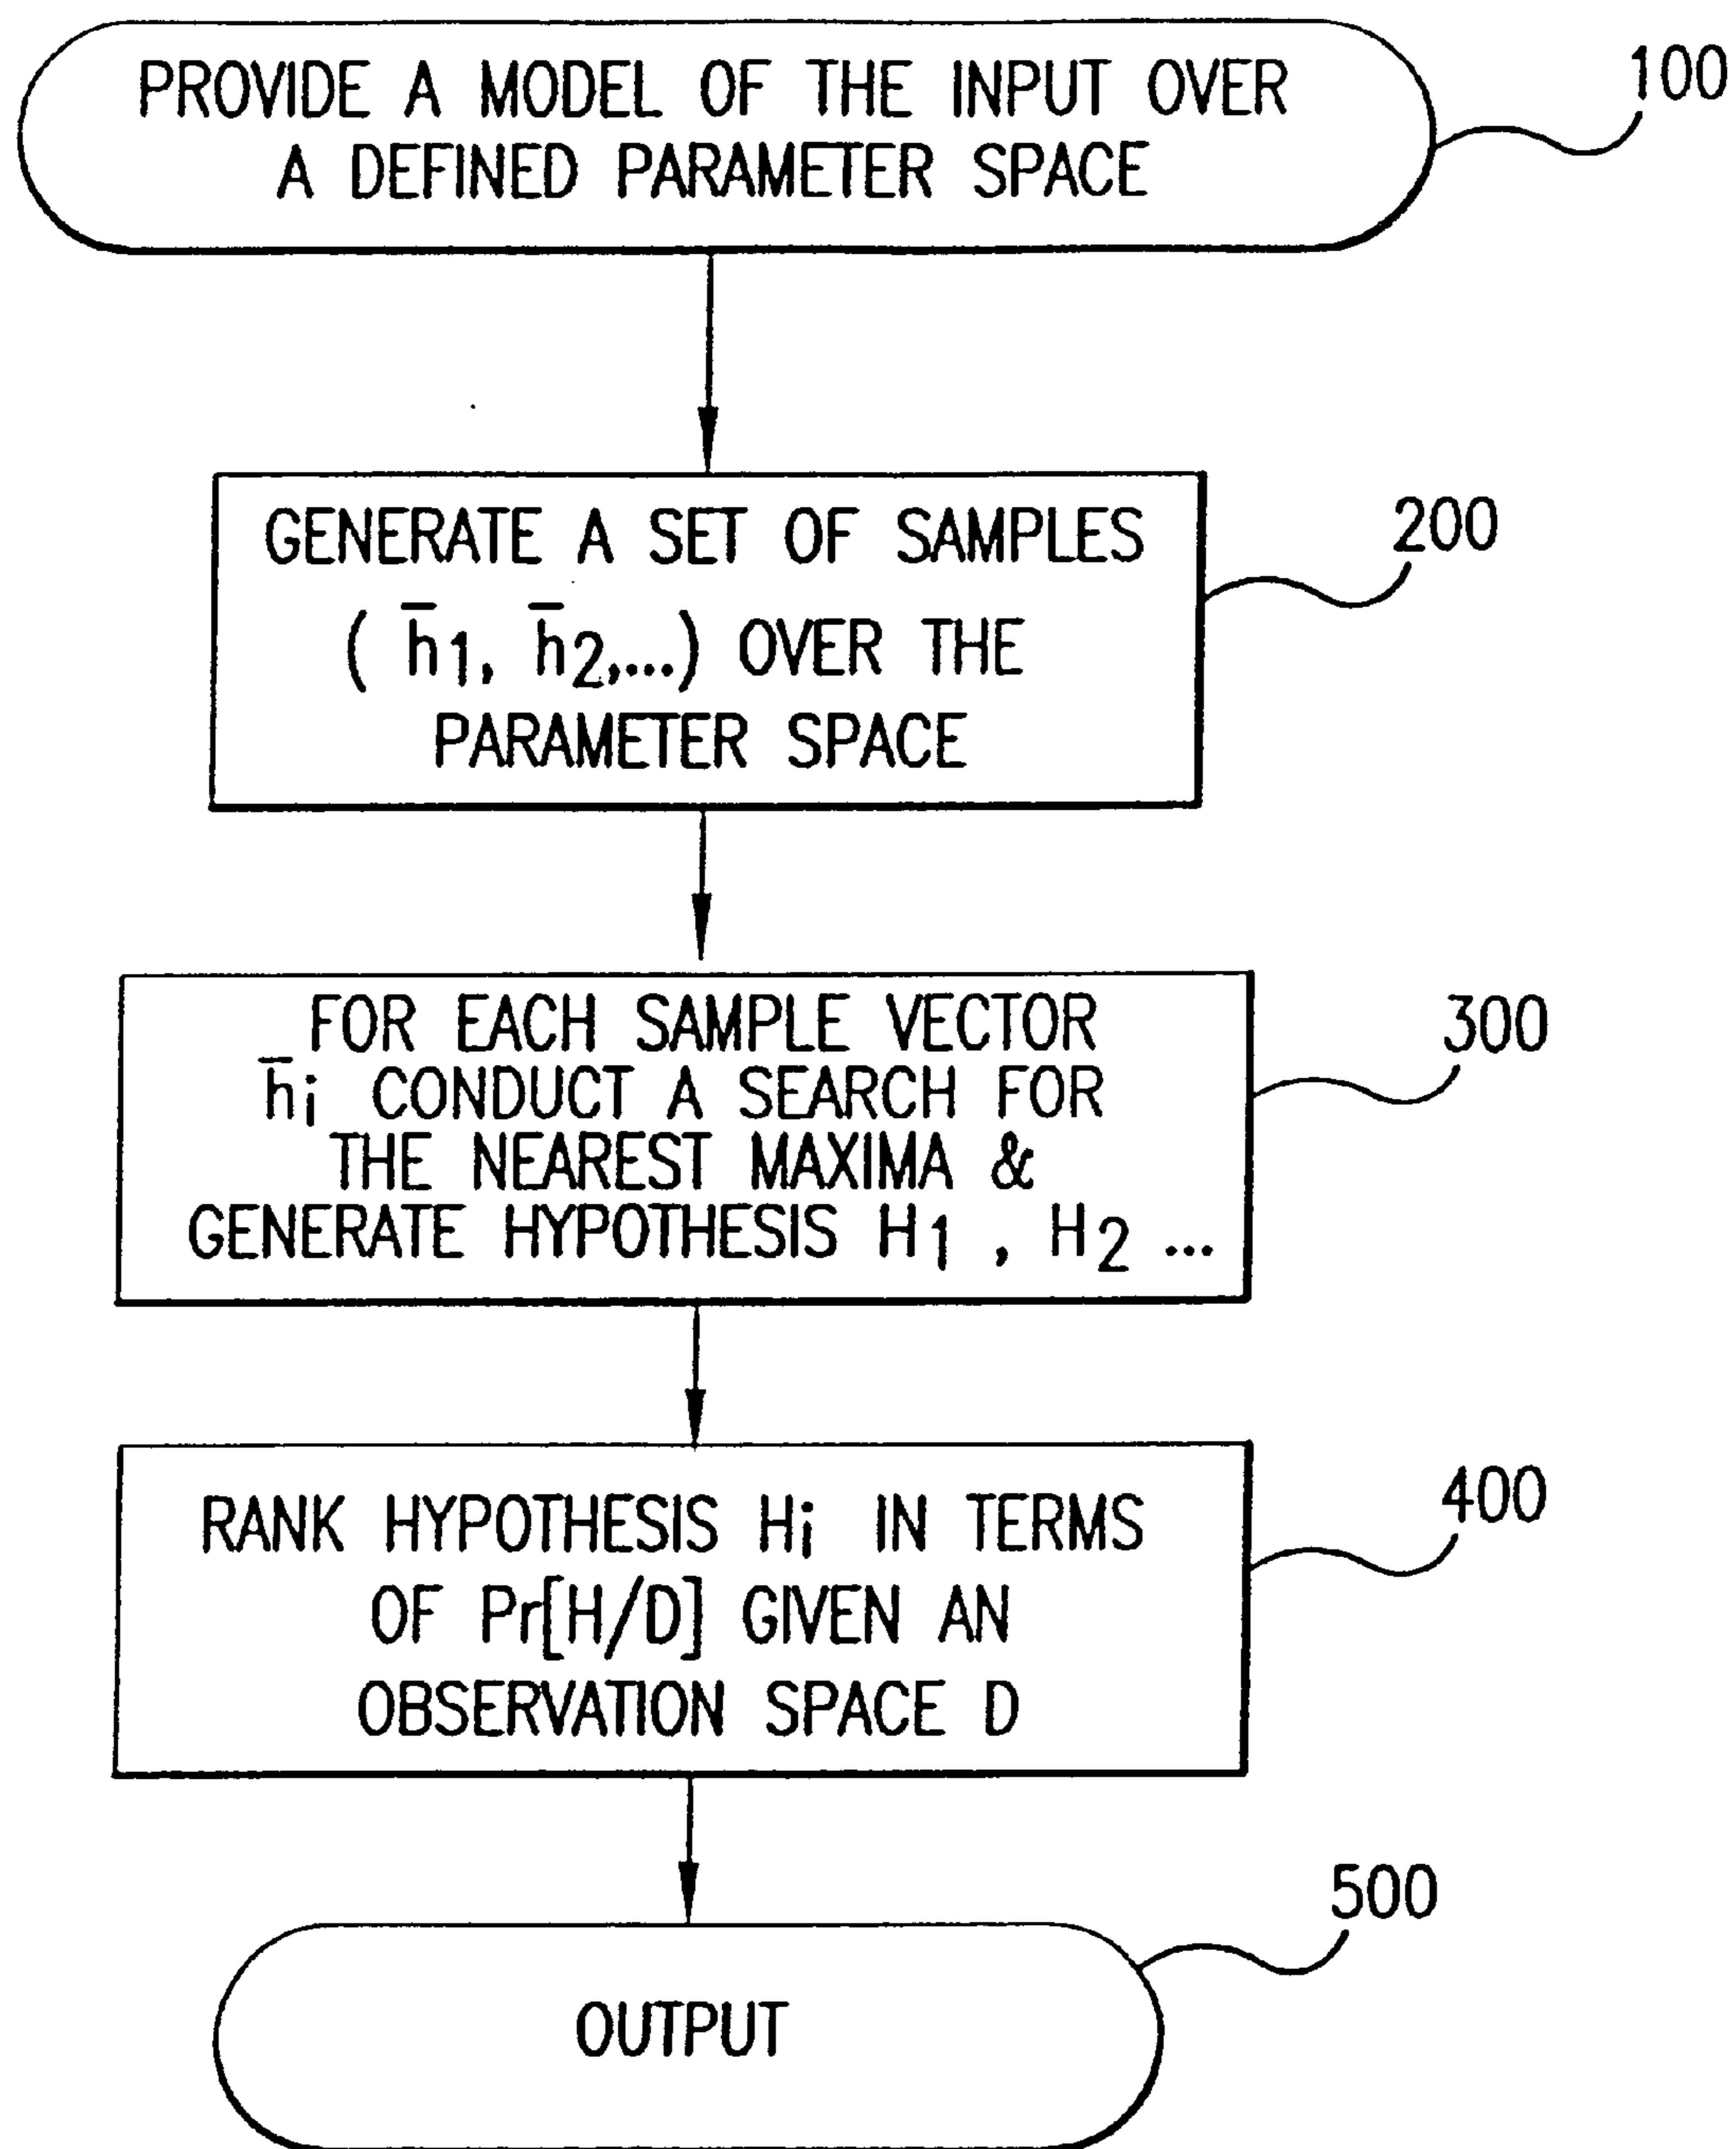 PROVIDE A MODEL OF THE INPUT OVER
A DEFINED PARAMETER SPACE
100
GENERATE A SET OF SAMPLES
( h̅1, h̅2,...) OVER THE
PARAMETER SPACE
200
FOR EACH SAMPLE VECTOR
h̅i CONDUCT A SEARCH FOR
THE NEAREST MAXIMA &
GENERATE HYPOTHESIS H1 , H2 ...
300
RANK HYPOTHESIS Hi IN TERMS
OF Pr[H/D] GIVEN AN
OBSERVATION SPACE D
400
OUTPUT
500